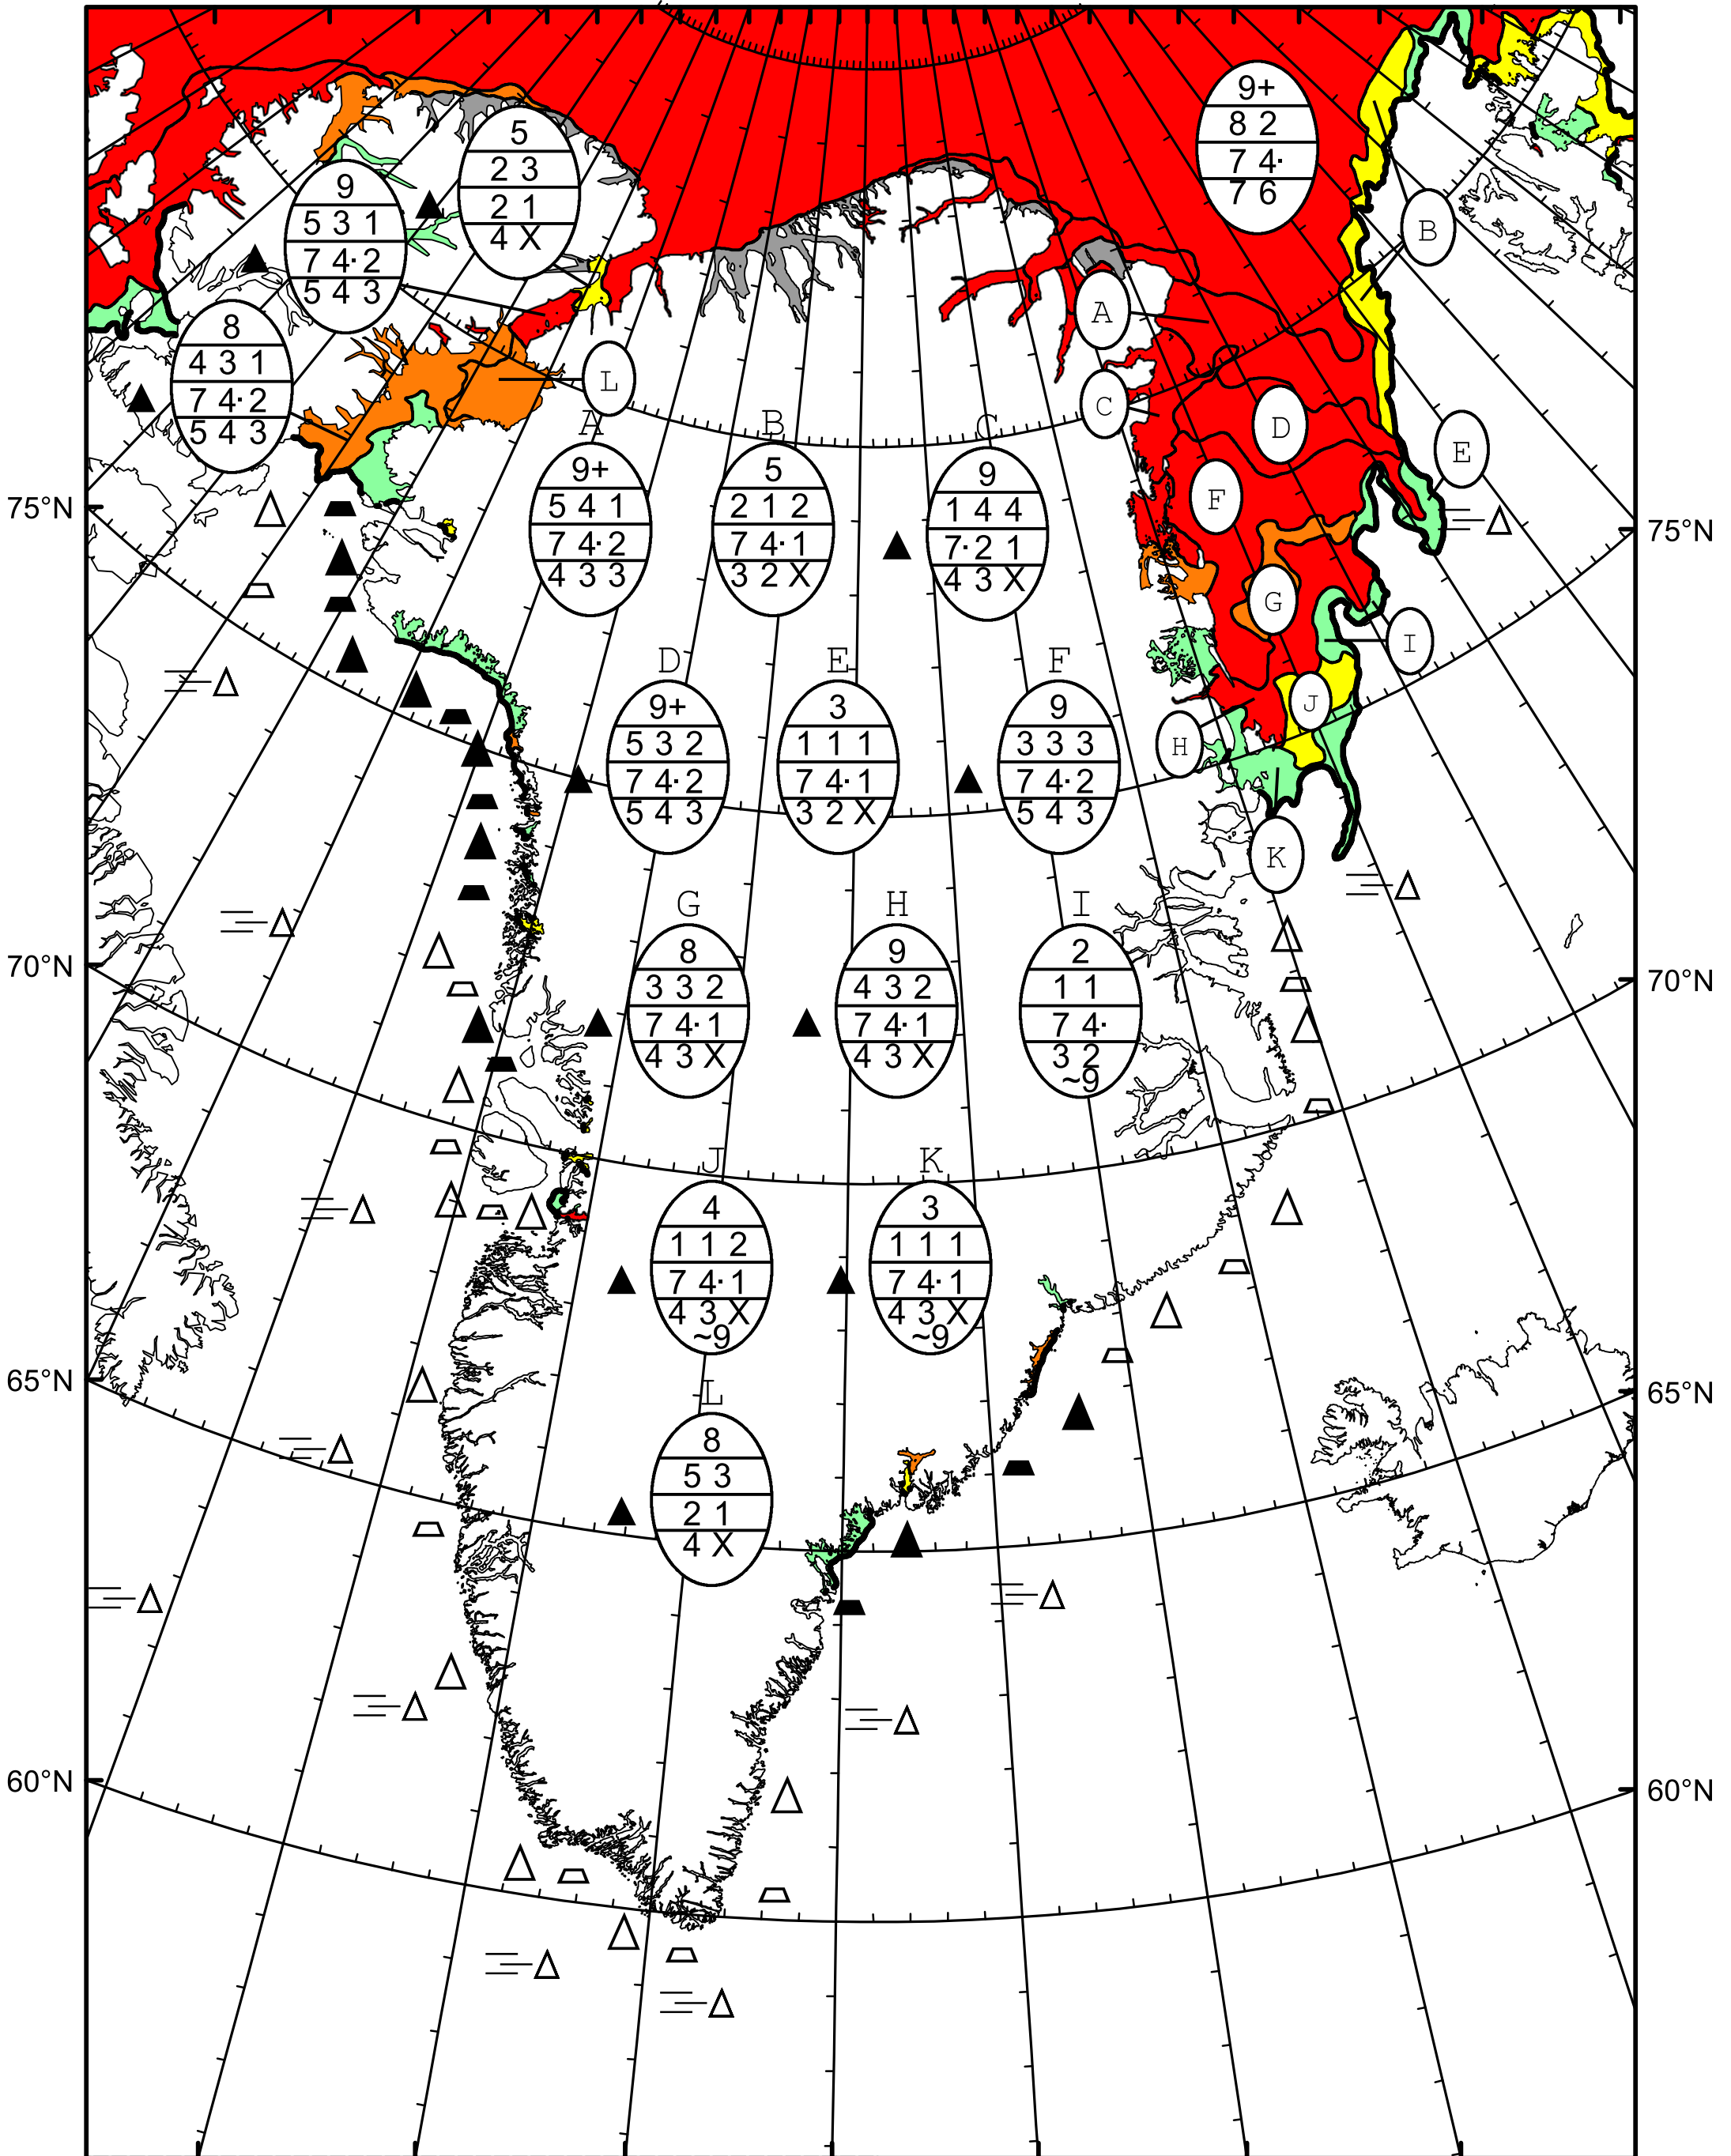 9+
8 2
7 4·
7 6
5
2 3
2 1
4 X
9
5 3 1
7 4·2
5 4 3
8
4 3 1
7 4·2
5 4 3
B
A
L
C
D
E
F
G
I
J
H
K
75°N
75°N
70°N
70°N
65°N
65°N
60°N
60°N
A
9+
5 4 1
7 4·2
4 3 3
B
5
2 1 2
7 4·1
3 2 X
C
9
1 4 4
7·2 1
4 3 X
D
9+
5 3 2
7 4·2
5 4 3
E
3
1 1 1
7 4·1
3 2 X
F
9
3 3 3
7 4·2
5 4 3
G
8
3 3 2
7 4·1
4 3 X
H
9
4 3 2
7 4·1
4 3 X
I
2
1 1
7 4·
3 2
~9
J
4
1 1 2
7 4·1
4 3 X
~9
K
3
1 1 1
7 4·1
4 3 X
~9
L
8
5 3
2 1
4 X